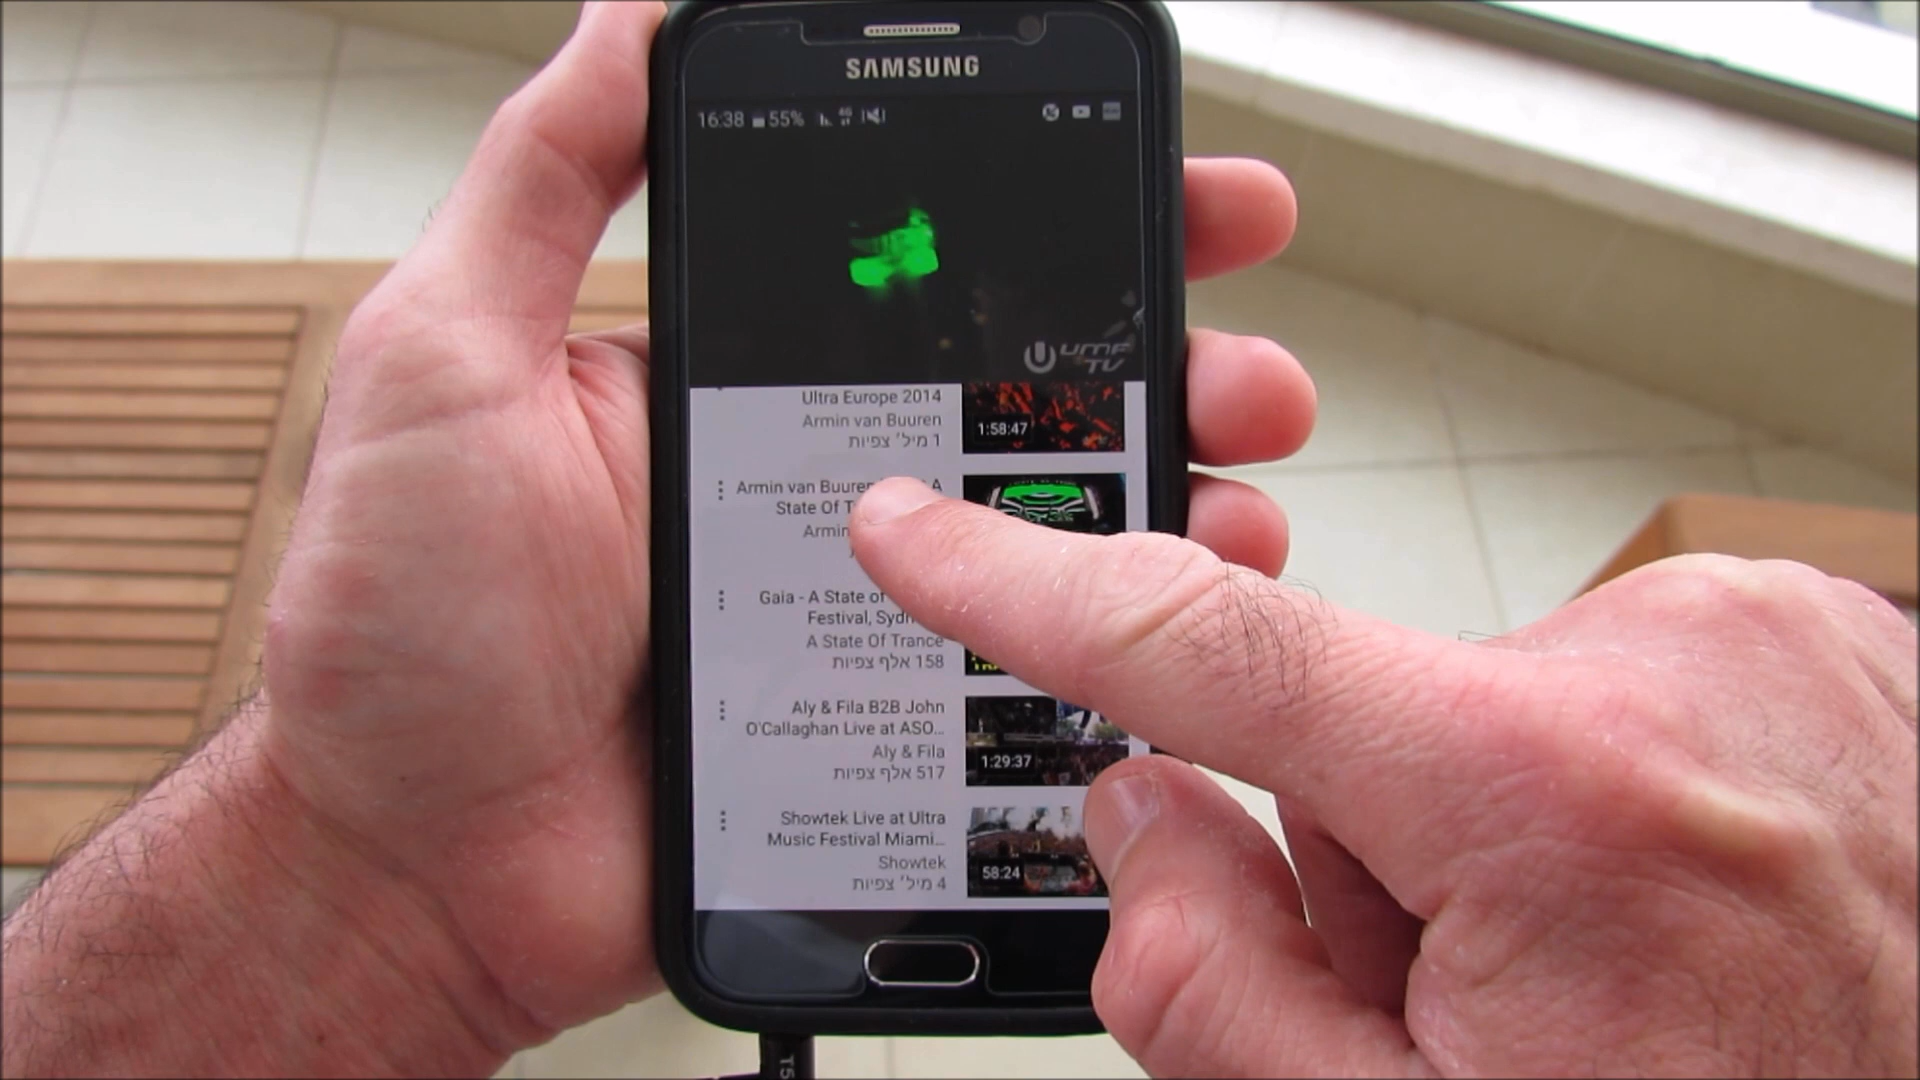 SAMSUNG
16:38 55% 4G
UMF
TV
Ultra Europe 2014
Armin van Buuren
1 מיל' צפיות
1:58:47
Armin van Buuren A
State Of
Armin
Gaia - A State of
Festival,
A State Of Trance
158 אלף צפיות
Aly & Fila B2B John
O'Callaghan Live at ASO...
Aly & Fila
517 אלף צפיות
1:29:37
Showtek Live at Ultra
Music Festival Miami...
Showtek
4 מיל' צפיות
58:24